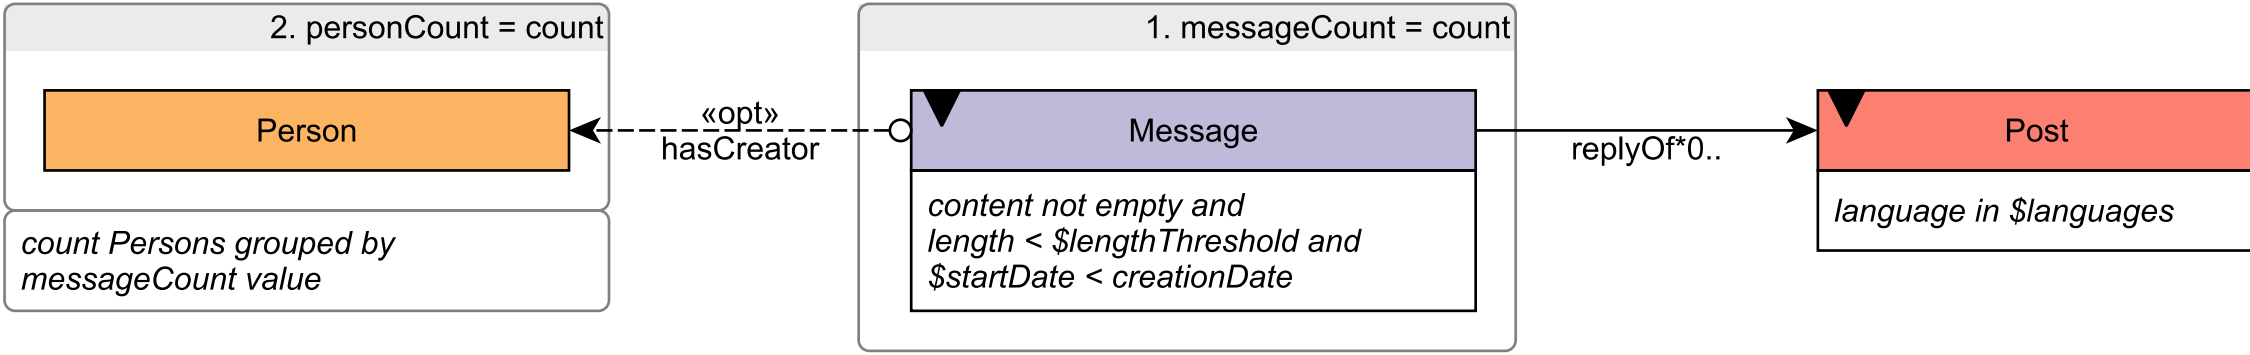 2. personCount = count
Person
count Persons grouped by
messageCount value
«opt»
hasCreator
1. messageCount = count
Message
content not empty and
length < $lengthThreshold and
$startDate < creationDate
replyOf*0..
Post
language in $languages